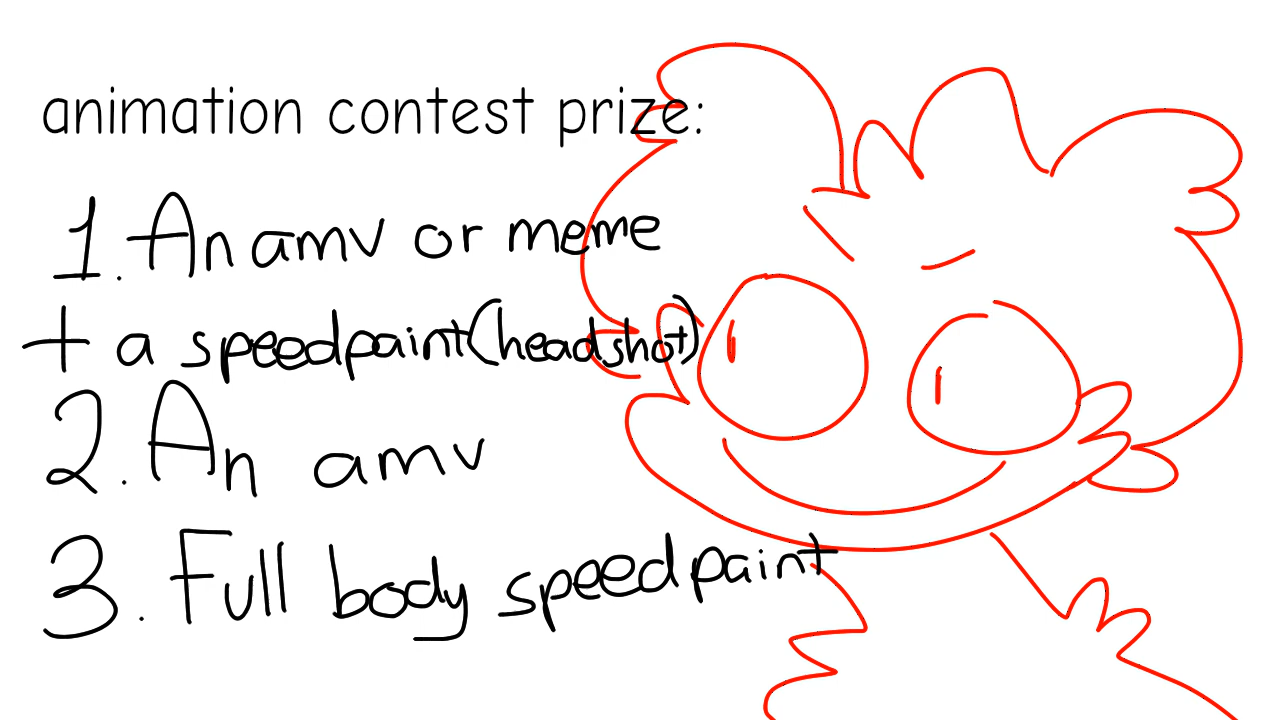 animation contest prize:
1. An amv or meme
+ a speedpaint(headshot)
2. An amv
3. Full body speedpaint